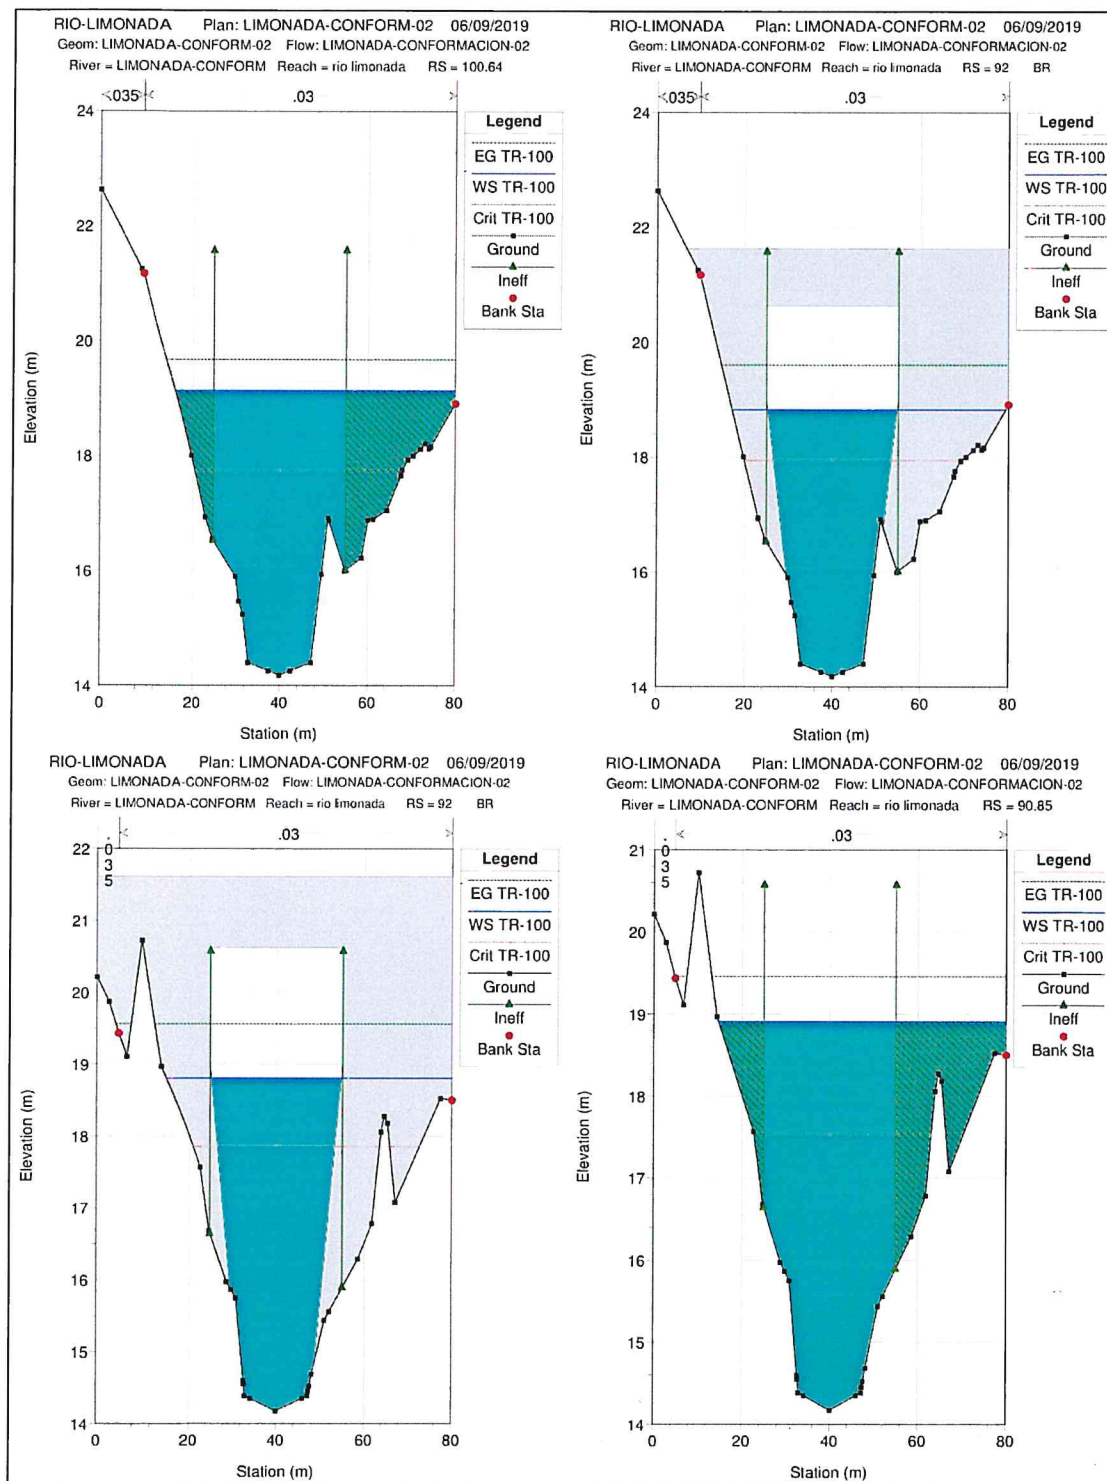 RIO-LIMONADA Plan: LIMONADA-CONFORM-02 06/09/2019
Geom: LIMONADA-CONFORM-02 Flow: LIMONADA-CONFORMACION-02
River = LIMONADA-CONFORM Reach = rio limonada RS = 100.64
.035
.03
24
22
20
18
16
14
Elevation (m)
0 20 40 60 80
Station (m)
Legend
EG TR-100
WS TR-100
Crit TR-100
Ground
Ineff
Bank Sta
RIO-LIMONADA Plan: LIMONADA-CONFORM-02 06/09/2019
Geom: LIMONADA-CONFORM-02 Flow: LIMONADA-CONFORMACION-02
River = LIMONADA-CONFORM Reach = rio limonada RS = 92 BR
.035
.03
24
22
20
18
16
14
Elevation (m)
0 20 40 60 80
Station (m)
Legend
EG TR-100
WS TR-100
Crit TR-100
Ground
Ineff
Bank Sta
RIO-LIMONADA Plan: LIMONADA-CONFORM-02 06/09/2019
Geom: LIMONADA-CONFORM-02 Flow: LIMONADA-CONFORMACION-02
River = LIMONADA-CONFORM Reach = rio limonada RS = 92 BR
.035
.03
22
21
20
19
18
17
16
15
14
Elevation (m)
0 20 40 60 80
Station (m)
Legend
EG TR-100
WS TR-100
Crit TR-100
Ground
Ineff
Bank Sta
RIO-LIMONADA Plan: LIMONADA-CONFORM-02 06/09/2019
Geom: LIMONADA-CONFORM-02 Flow: LIMONADA-CONFORMACION-02
River = LIMONADA-CONFORM Reach = rio limonada RS = 90.85
.035
.03
21
20
19
18
17
16
15
14
Elevation (m)
0 20 40 60 80
Station (m)
Legend
EG TR-100
WS TR-100
Crit TR-100
Ground
Ineff
Bank Sta